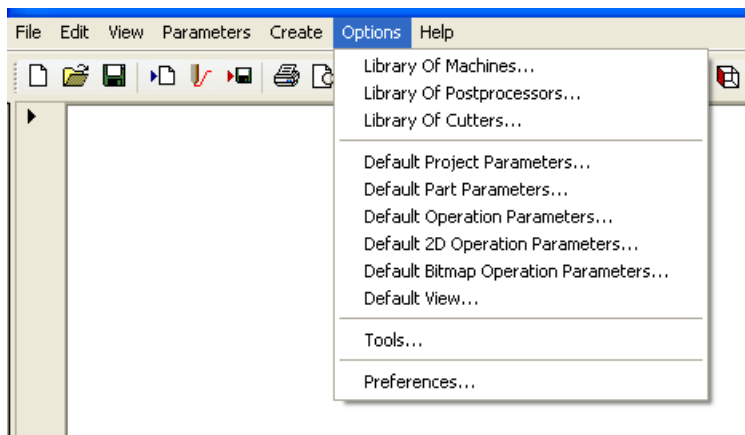 File Edit View Parameters Create Options Help
Library Of Machines...
Library Of Postprocessors...
Library Of Cutters...
Default Project Parameters...
Default Part Parameters...
Default Operation Parameters...
Default 2D Operation Parameters...
Default Bitmap Operation Parameters...
Default View...
Tools...
Preferences...